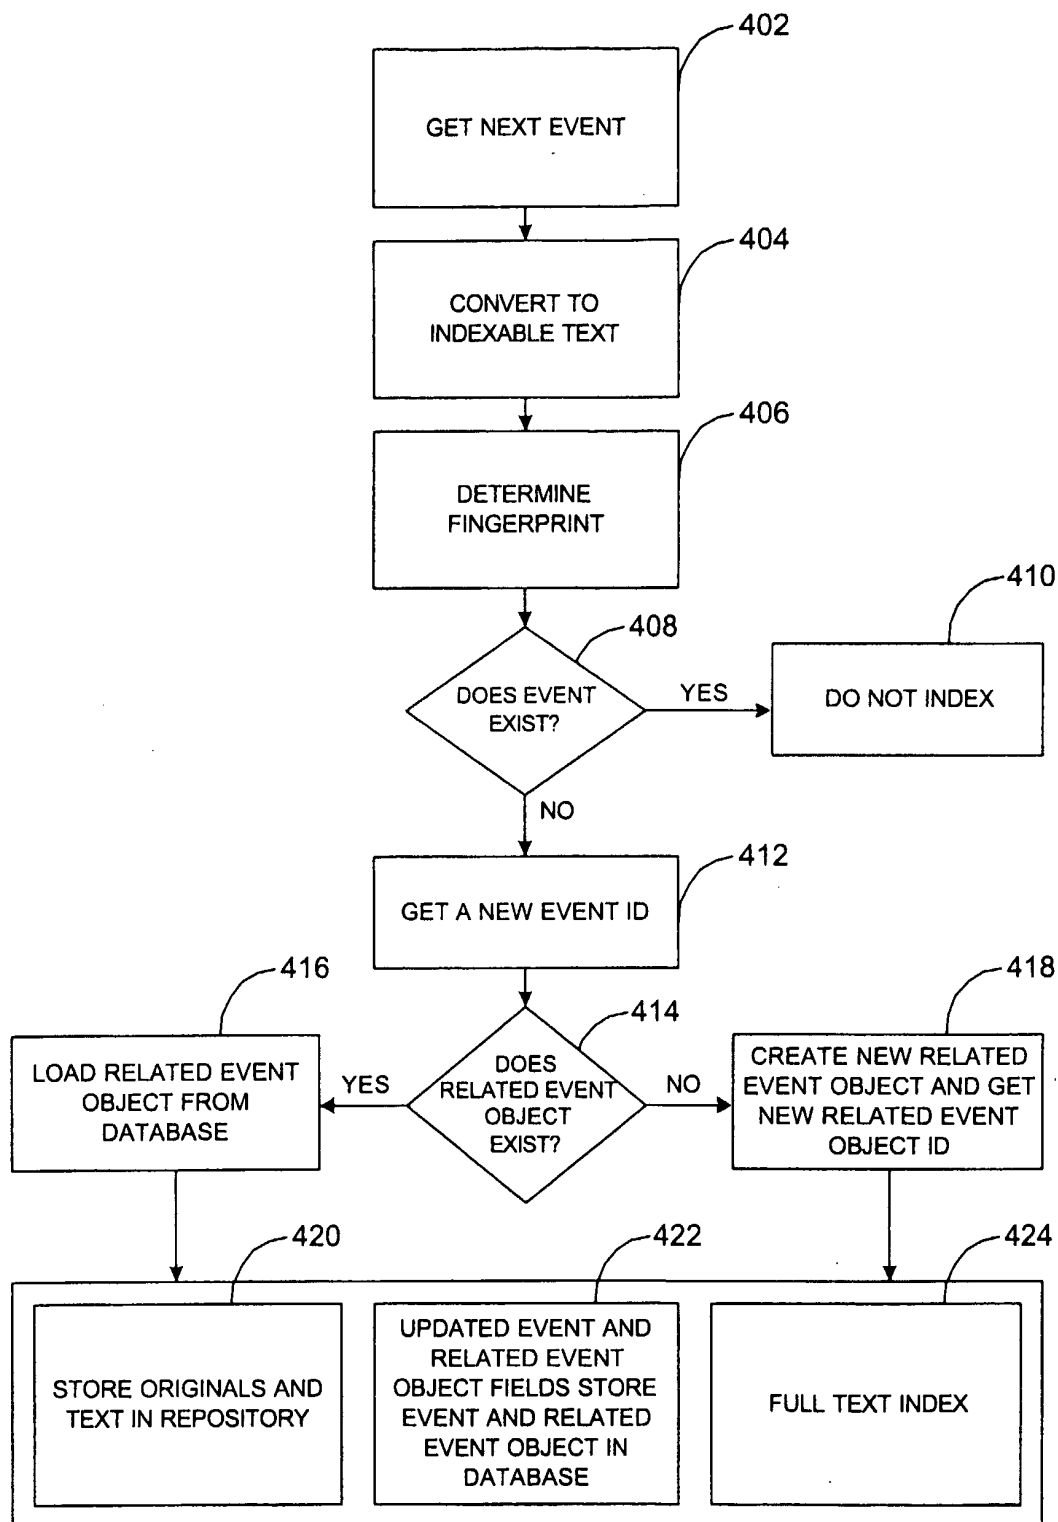 402
GET NEXT EVENT
404
CONVERT TO
INDEXABLE TEXT
406
DETERMINE
FINGERPRINT
408
DOES EVENT
EXIST?
YES
410
DO NOT INDEX
NO
412
GET A NEW EVENT ID
414
DOES
RELATED EVENT
OBJECT
EXIST?
YES
416
LOAD RELATED EVENT
OBJECT FROM
DATABASE
NO
418
CREATE NEW RELATED
EVENT OBJECT AND GET
NEW RELATED EVENT
OBJECT ID
420
STORE ORIGINALS AND
TEXT IN REPOSITORY
422
UPDATED EVENT AND
RELATED EVENT
OBJECT FIELDS STORE
EVENT AND RELATED
EVENT OBJECT IN
DATABASE
424
FULL TEXT INDEX